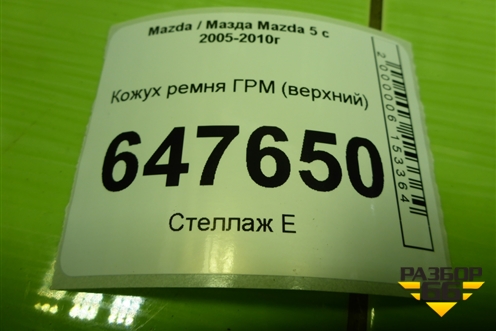 Mazda / Мазда Mazda 5 с
2005-2010г
Кожух ремня ГРМ (верхний)
647650
Стеллаж Е
2000006153364
РАЗБОР